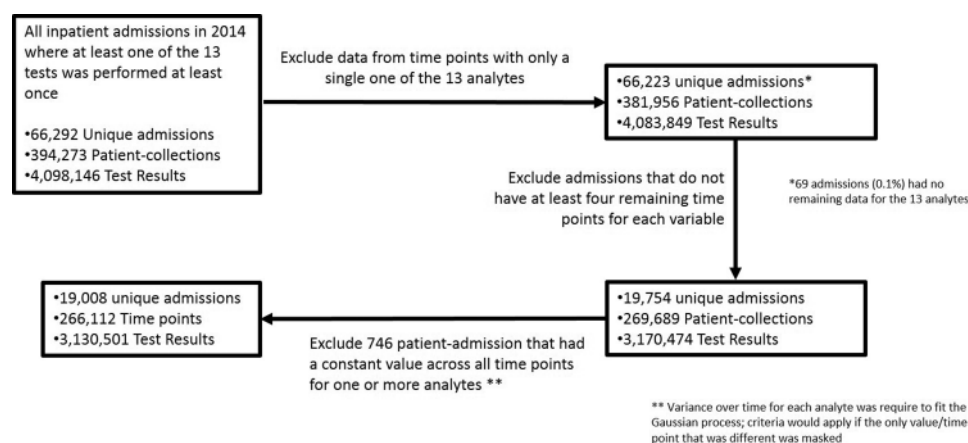 All inpatient admissions in 2014
where at least one of the 13
tests was performed at least
once
•66,292 Unique admissions
•394,273 Patient-collections
•4,098,146 Test Results
Exclude data from time points with only a
single one of the 13 analytes
•66,223 unique admissions*
•381,956 Patient-collections
•4,083,849 Test Results
Exclude admissions that do not
have at least four remaining time
points for each variable
*69 admissions (0.1%) had no
remaining data for the 13 analytes
•19,754 unique admissions
•269,689 Patient-collections
•3,170,474 Test Results
Exclude 746 patient-admission that had
a constant value across all time points
for one or more analytes **
•19,008 unique admissions
•266,112 Time points
•3,130,501 Test Results
** Variance over time for each analyte was require to fit the
Gaussian process; criteria would apply if the only value/time
point that was different was masked